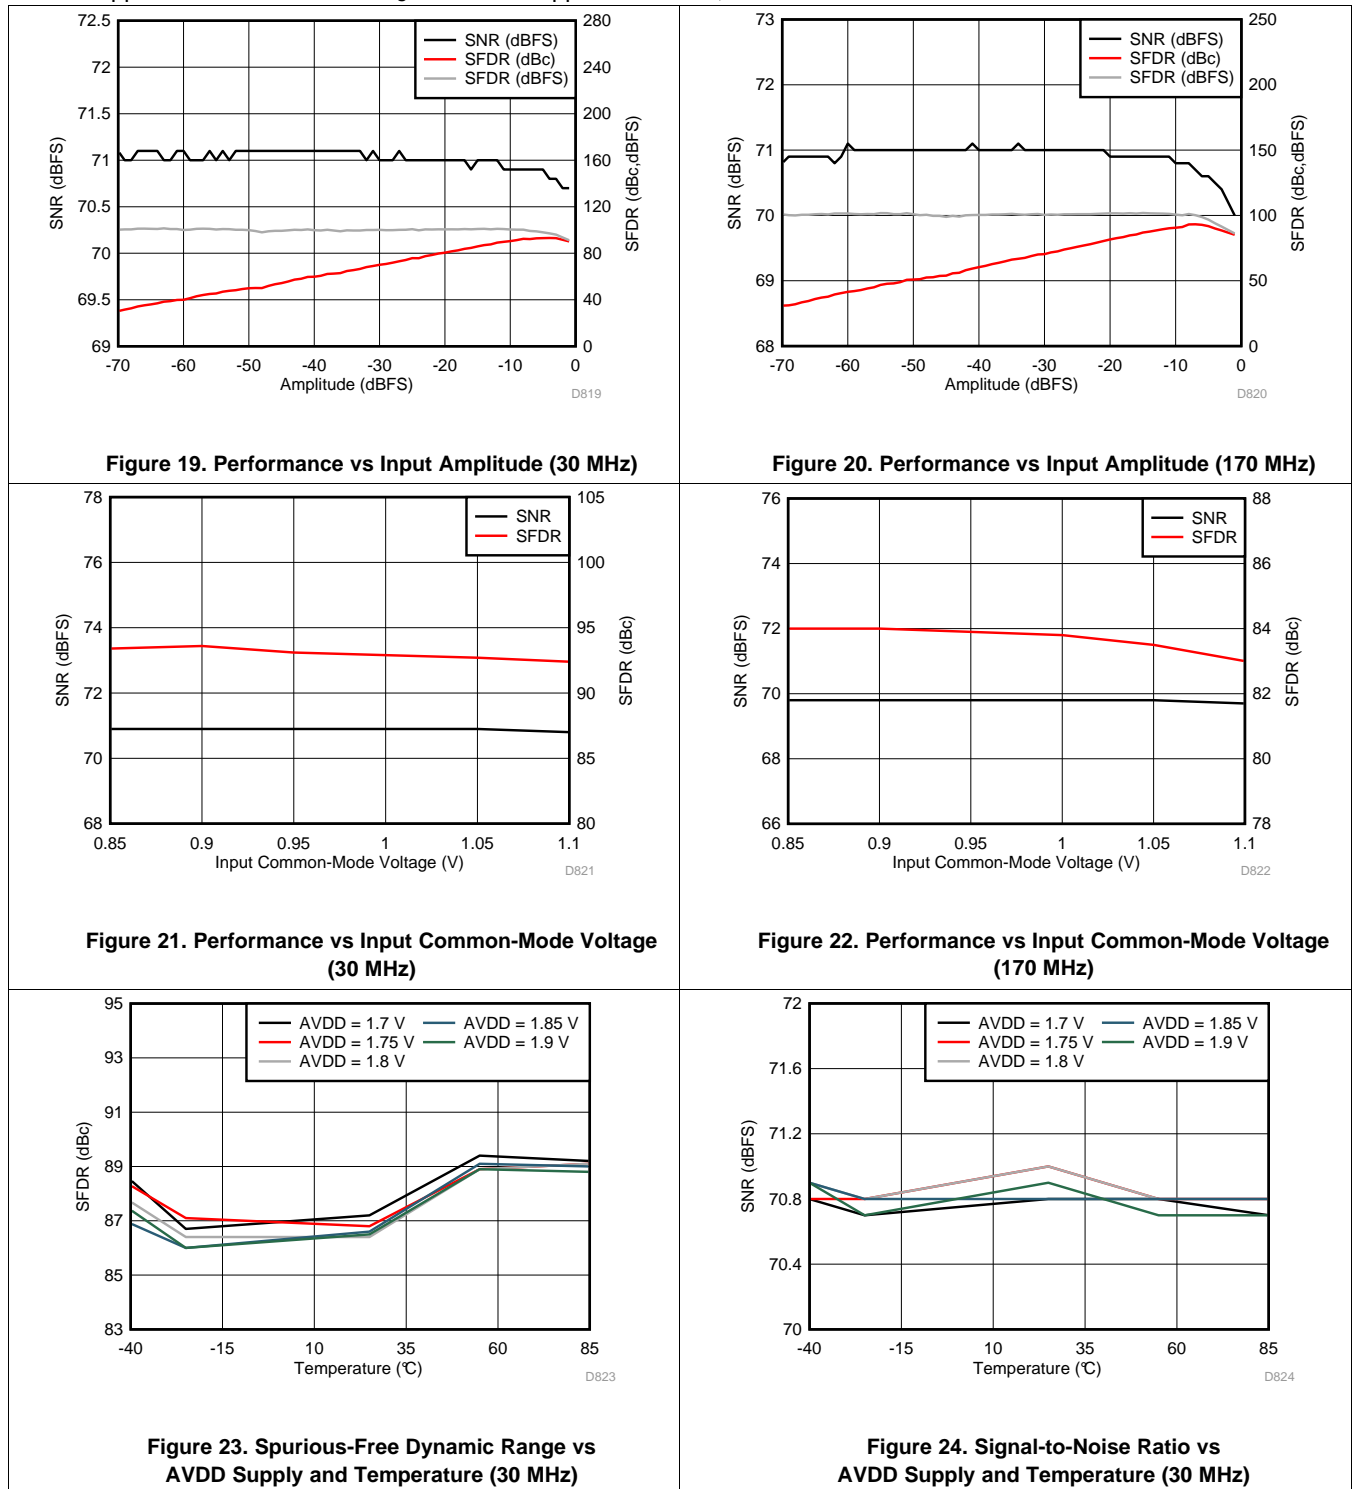 72.5
72
71.5
71
70.5
70
69.5
69
280
240
200
160
120
80
40
0
-70 -60 -50 -40 -30 -20 -10 0
SNR (dBFS)
SFDR (dBc,dBFS)
Amplitude (dBFS)
SNR (dBFS)
SFDR (dBc)
SFDR (dBFS)
D819
Figure 19. Performance vs Input Amplitude (30 MHz)
73
72
71
70
69
68
250
200
150
100
50
0
-70 -60 -50 -40 -30 -20 -10 0
SNR (dBFS)
SFDR (dBc,dBFS)
Amplitude (dBFS)
SNR (dBFS)
SFDR (dBc)
SFDR (dBFS)
D820
Figure 20. Performance vs Input Amplitude (170 MHz)
78
76
74
72
70
68
105
100
95
90
85
80
0.85 0.9 0.95 1 1.05 1.1
SNR (dBFS)
SFDR (dBc)
Input Common-Mode Voltage (V)
SNR
SFDR
D821
Figure 21. Performance vs Input Common-Mode Voltage
(30 MHz)
76
74
72
70
68
66
88
86
84
82
80
78
0.85 0.9 0.95 1 1.05 1.1
SNR (dBFS)
SFDR (dBc)
Input Common-Mode Voltage (V)
SNR
SFDR
D822
Figure 22. Performance vs Input Common-Mode Voltage
(170 MHz)
95
93
91
89
87
85
83
-40 -15 10 35 60 85
SFDR (dBc)
Temperature (°C)
AVDD = 1.7 V
AVDD = 1.75 V
AVDD = 1.8 V
AVDD = 1.85 V
AVDD = 1.9 V
D823
Figure 23. Spurious-Free Dynamic Range vs
AVDD Supply and Temperature (30 MHz)
72
71.6
71.2
70.8
70.4
70
-40 -15 10 35 60 85
SNR (dBFS)
Temperature (°C)
AVDD = 1.7 V
AVDD = 1.75 V
AVDD = 1.8 V
AVDD = 1.85 V
AVDD = 1.9 V
D824
Figure 24. Signal-to-Noise Ratio vs
AVDD Supply and Temperature (30 MHz)